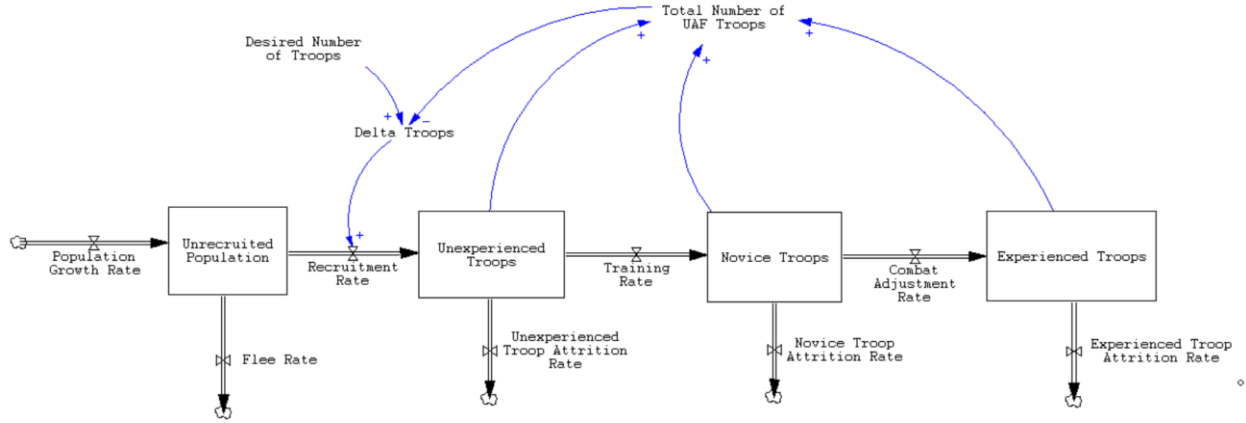 Total Number of
UAF Troops
Desired Number
of Troops
+
+
+
+
−
Delta Troops
+
Unrecruited
Population
Unexperienced
Troops
Novice Troops
Experienced Troops
Population
Growth Rate
Recruitment
Rate
Training
Rate
Combat
Adjustment
Rate
Flee Rate
Unexperienced
Troop Attrition
Rate
Novice Troop
Attrition Rate
Experienced Troop
Attrition Rate